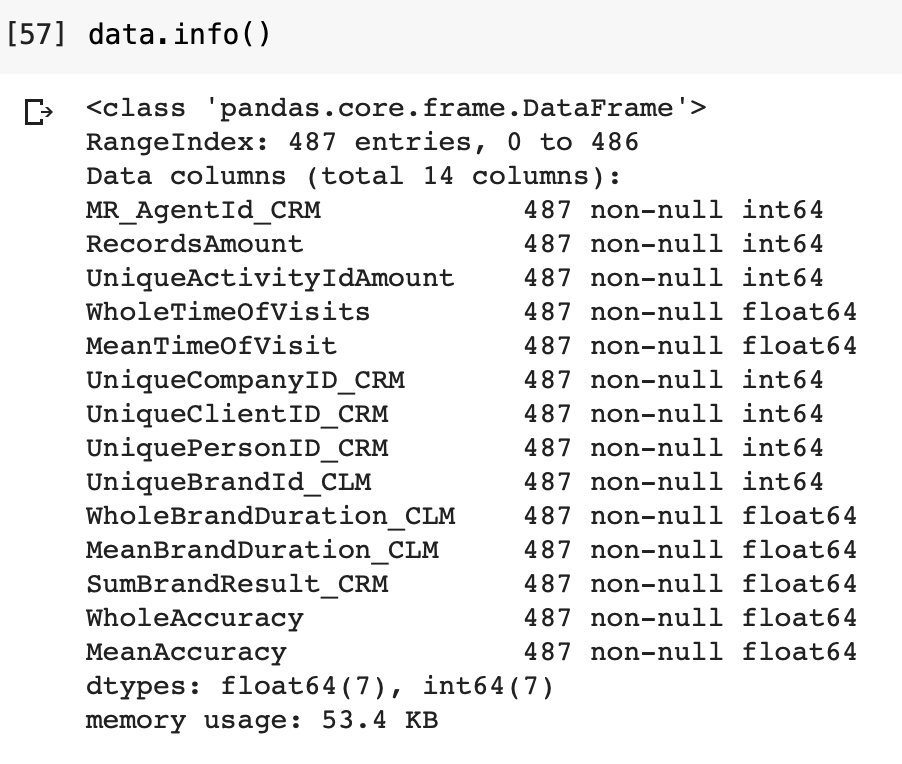 [57] data.info()
<class 'pandas.core.frame.DataFrame'>
RangeIndex: 487 entries, 0 to 486
Data columns (total 14 columns):
MR_AgentId_CRM            487 non-null int64
RecordsAmount             487 non-null int64
UniqueActivityIdAmount    487 non-null int64
WholeTimeOfVisits         487 non-null float64
MeanTimeOfVisit           487 non-null float64
UniqueCompanyID_CRM       487 non-null int64
UniqueClientID_CRM        487 non-null int64
UniquePersonID_CRM        487 non-null int64
UniqueBrandId_CLM         487 non-null int64
WholeBrandDuration_CLM    487 non-null float64
MeanBrandDuration_CLM     487 non-null float64
SumBrandResult_CRM        487 non-null float64
WholeAccuracy             487 non-null float64
MeanAccuracy              487 non-null float64
dtypes: float64(7), int64(7)
memory usage: 53.4 KB